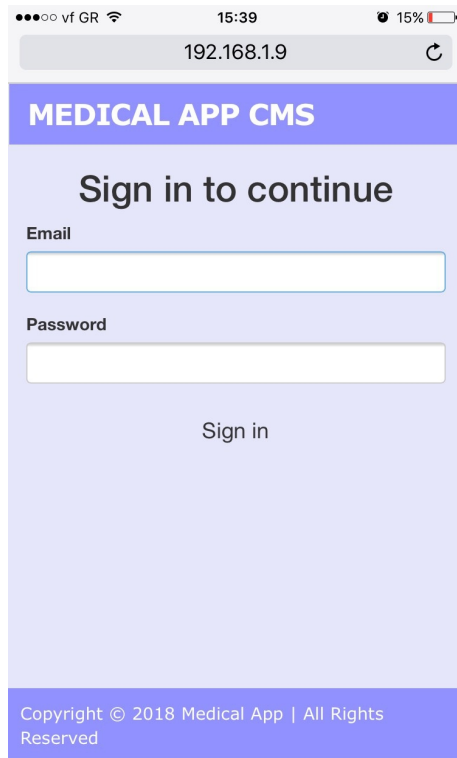 vf GR 15:39 15%
192.168.1.9
MEDICAL APP CMS
Sign in to continue
Email
Password
Sign in
Copyright © 2018 Medical App | All Rights
Reserved